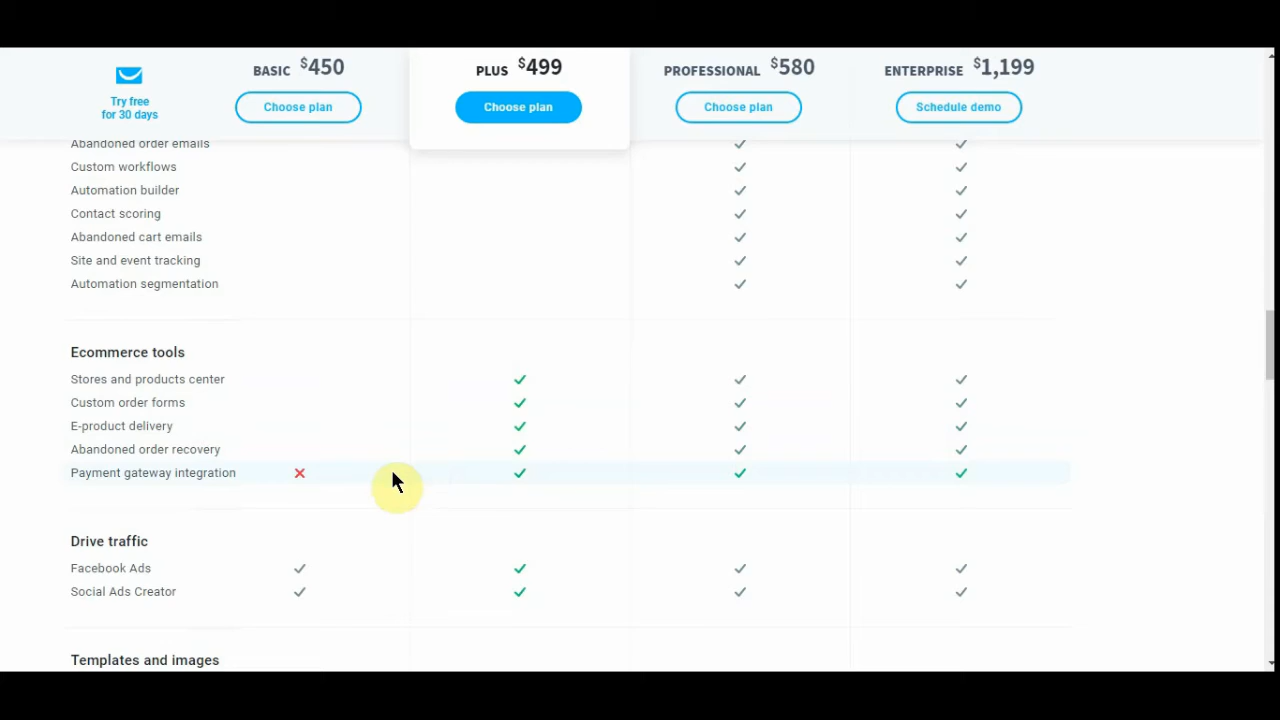 BASIC $450
PLUS $499
PROFESSIONAL $580
ENTERPRISE $1,199
Try free
for 30 days
Choose plan
Choose plan
Choose plan
Schedule demo
Abandoned order emails
Custom workflows
Automation builder
Contact scoring
Abandoned cart emails
Site and event tracking
Automation segmentation
Ecommerce tools
Stores and products center
Custom order forms
E-product delivery
Abandoned order recovery
Payment gateway integration
Drive traffic
Facebook Ads
Social Ads Creator
Templates and images